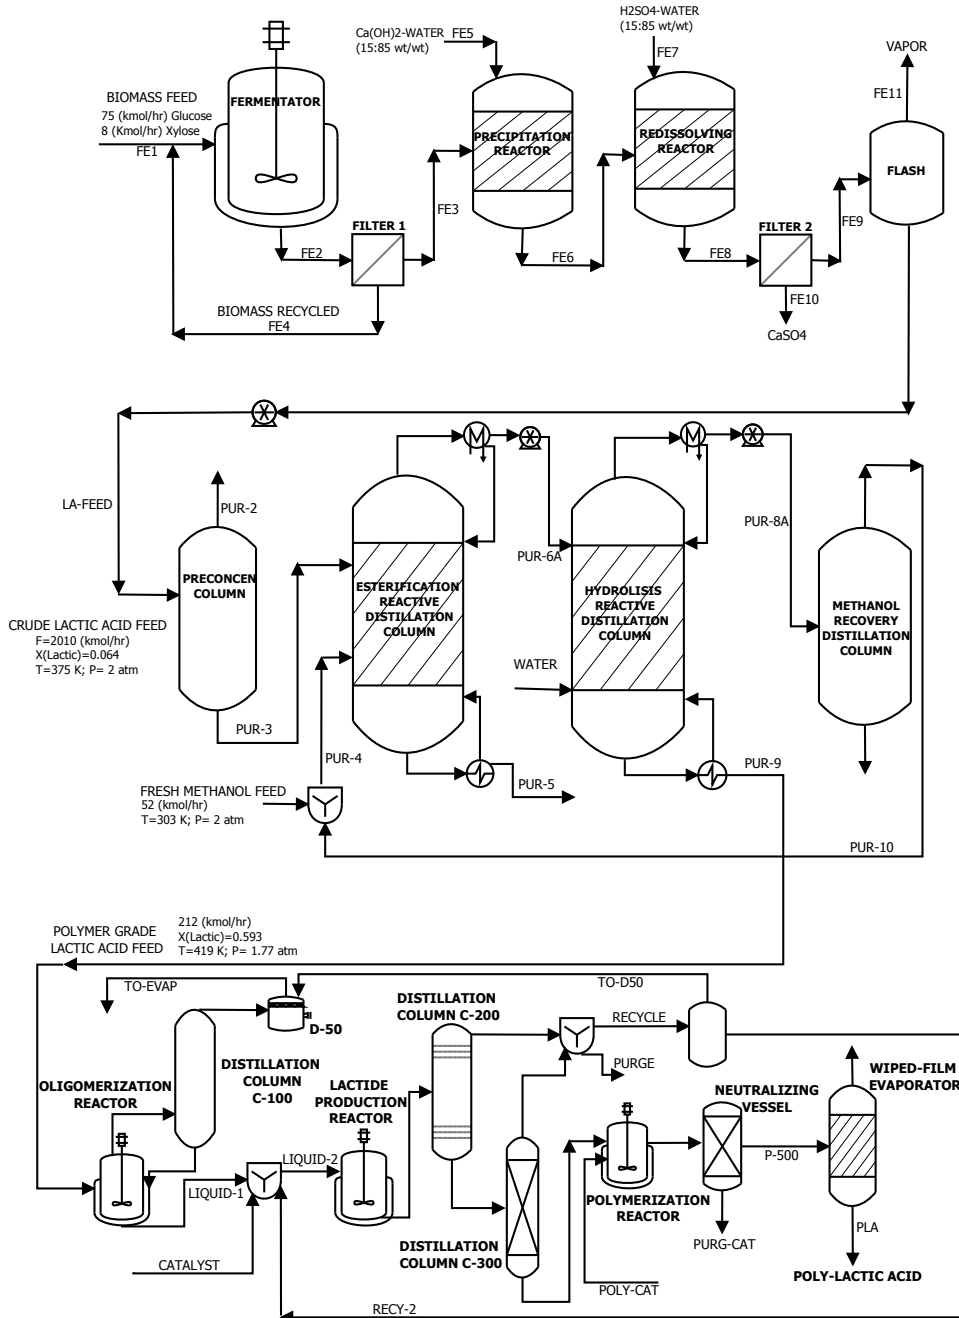 H2SO4-WATER
(15:85 wt/wt)
Ca(OH)2-WATER
(15:85 wt/wt)
FE5
FE7
VAPOR
FE11
BIOMASS FEED
75 (kmol/hr) Glucose
8 (Kmol/hr) Xylose
FE1
FERMENTATOR
PRECIPITATION
REACTOR
REDISSOLVING
REACTOR
FLASH
FILTER 1
FE2
FE3
FE6
FE8
FILTER 2
FE9
FE10
CaSO4
BIOMASS RECYCLED
FE4
LA-FEED
PUR-2
PRECONCEN
COLUMN
CRUDE LACTIC ACID FEED
F=2010 (kmol/hr)
X(Lactic)=0.064
T=375 K; P= 2 atm
PUR-3
ESTERIFICATION
REACTIVE
DISTILLATION
COLUMN
PUR-6A
HYDROLISIS
REACTIVE
DISTILLATION
COLUMN
WATER
PUR-8A
METHANOL
RECOVERY
DISTILLATION
COLUMN
PUR-4
PUR-5
PUR-9
FRESH METHANOL FEED
52 (kmol/hr)
T=303 K; P= 2 atm
PUR-10
POLYMER GRADE
LACTIC ACID FEED
212 (kmol/hr)
X(Lactic)=0.593
T=419 K; P= 1.77 atm
TO-EVAP
D-50
TO-D50
DISTILLATION
COLUMN C-200
RECYCLE
PURGE
OLIGOMERIZATION
REACTOR
DISTILLATION
COLUMN
C-100
LACTIDE
PRODUCTION
REACTOR
NEUTRALIZING
VESSEL
WIPED-FILM
EVAPORATOR
LIQUID-1
LIQUID-2
P-500
POLYMERIZATION
REACTOR
PURG-CAT
PLA
CATALYST
DISTILLATION
COLUMN C-300
POLY-CAT
POLY-LACTIC ACID
RECY-2